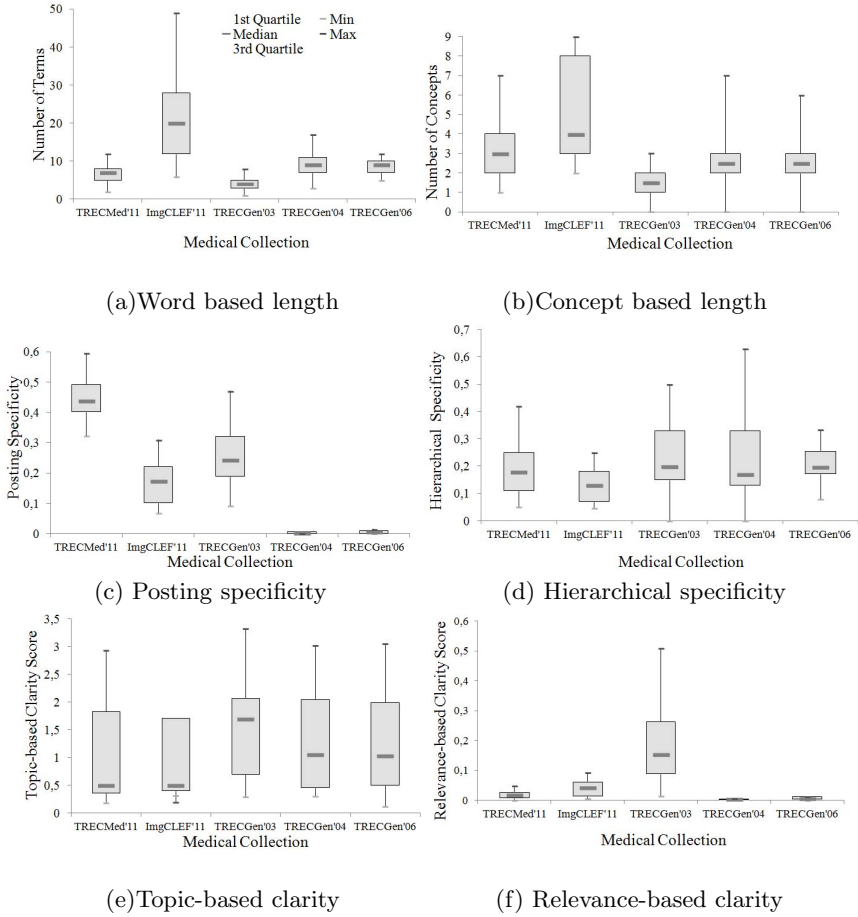 50
40
30
20
10
0
Number of Terms
1st Quartile
Min
Median
Max
3rd Quartile
TRECMed'11
ImgCLEF'11
TRECGen'03
TRECGen'04
TRECGen'06
Medical Collection
(a)Word based length
9
8
7
6
5
4
3
2
1
0
Number of Concepts
TRECMed'11
ImgCLEF'11
TRECGen'03
TRECGen'04
TRECGen'06
Medical Collection
(b)Concept based length
0,6
0,5
0,4
0,3
0,2
0,1
0
Posting Specificity
TRECMed'11
ImgCLEF'11
TRECGen'03
TRECGen'04
TRECGen'06
Medical Collection
(c) Posting specificity
0,7
0,6
0,5
0,4
0,3
0,2
0,1
0
Hierarchical Specificity
TRECMed'11
ImgCLEF'11
TRECGen'03
TRECGen'04
TRECGen'06
Medical Collection
(d) Hierarchical specificity
3,5
3
2,5
2
1,5
1
0,5
0
Topic-based Clarity Score
TRECMed'11
ImgCLEF'11
TRECGen'03
TRECGen'04
TRECGen'06
Medical Collection
(e)Topic-based clarity
0,6
0,5
0,4
0,3
0,2
0,1
0
Relevance-based Clarity Score
TRECMed'11
ImgCLEF'11
TRECGen'03
TRECGen'04
TRECGen'06
Medical Collection
(f) Relevance-based clarity